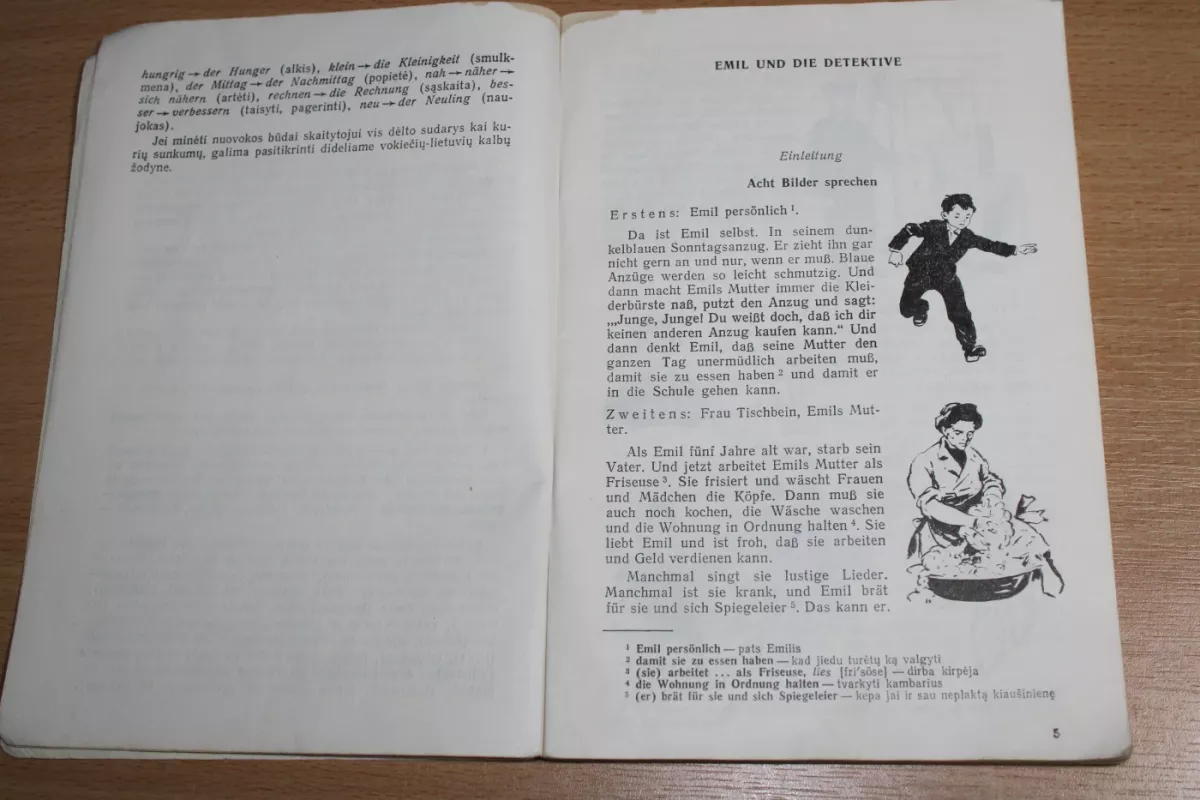 hungrig → der Hunger (alkis), klein → die Kleinigkeit (smulk-
mena), der Mittag → der Nachmittag (popietė), nah → näher →
sich nähern (artėti), rechnen → die Rechnung (sąskaita), bes-
ser → verbessern (taisyti, pagerinti), neu → der Neuling (nau-
jokas).
Jei minėti nuovokos būdai skaitytojui vis dėlto sudarys kai ku-
rių sunkumų, galima pasitikrinti dideliame vokiečių-lietuvių kalbų
žodyne.
EMIL UND DIE DETEKTIVE
Einleitung
Acht Bilder sprechen
Erstens: Emil persönlich ¹.
Da ist Emil selbst. In seinem dun-
kelblauen Sonntagsanzug. Er zieht ihn gar
nicht gern an und nur, wenn er muß. Blaue
Anzüge werden so leicht schmutzig. Und
dann macht Emils Mutter immer die Klei-
derbürste naß, putzt den Anzug und sagt:
„„Junge, Junge! Du weißt doch, daß ich dir
keinen anderen Anzug kaufen kann.“ Und
dann denkt Emil, daß seine Mutter den
ganzen Tag unermüdlich arbeiten muß,
damit sie zu essen haben ² und damit er
in die Schule gehen kann.
Zweitens: Frau Tischbein, Emils Mut-
ter.
Als Emil fünf Jahre alt war, starb sein
Vater. Und jetzt arbeitet Emils Mutter als
Friseuse ³. Sie frisiert und wäscht Frauen
und Mädchen die Köpfe. Dann muß sie
auch noch kochen, die Wäsche waschen
und die Wohnung in Ordnung halten ⁴. Sie
liebt Emil und ist froh, daß sie arbeiten
und Geld verdienen kann.
Manchmal singt sie lustige Lieder.
Manchmal ist sie krank, und Emil brät
für sie und sich Spiegeleier ⁵. Das kann er.
¹ Emil persönlich — pats Emilis
² damit sie zu essen haben — kad jiedu turėtų ką valgyti
³ (sie) arbeitet ... als Friseuse, lies [fri'söse] — dirba kirpėja
⁴ die Wohnung in Ordnung halten — tvarkyti kambarius
⁵ (er) brät für sie und sich Spiegeleier — kepa jai ir sau neplaktą kiaušinienę
5